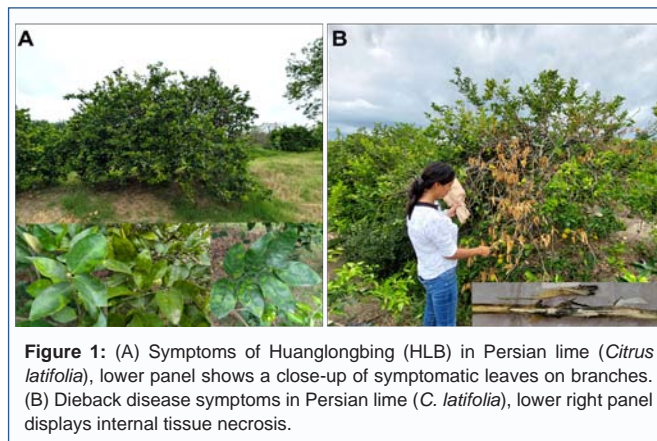 A
B
Figure 1: (A) Symptoms of Huanglongbing (HLB) in Persian lime (Citrus
latifolia), lower panel shows a close-up of symptomatic leaves on branches.
(B) Dieback disease symptoms in Persian lime (C. latifolia), lower right panel
displays internal tissue necrosis.